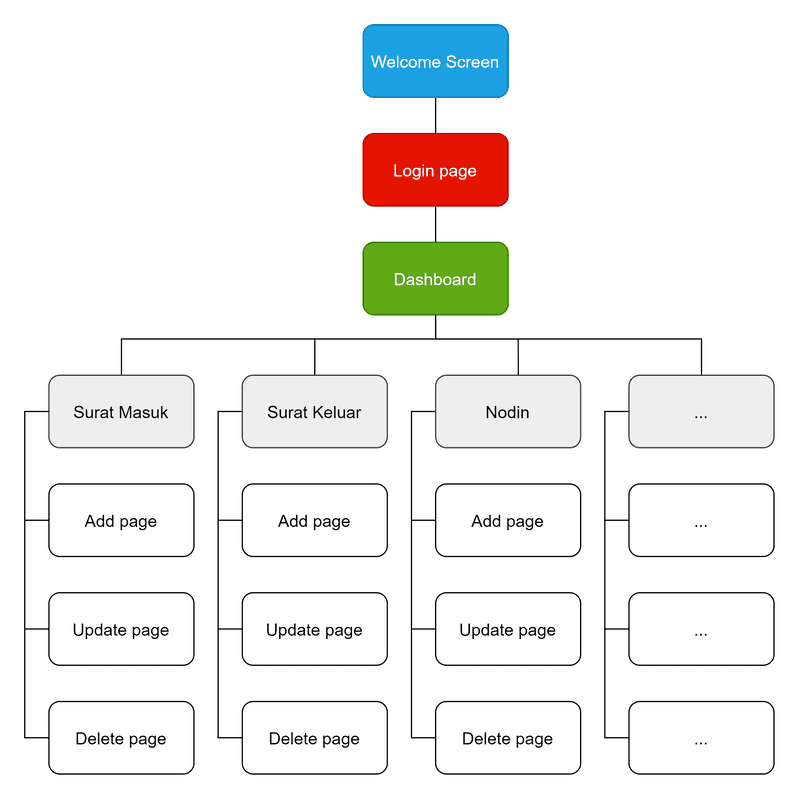 Welcome Screen
Login page
Dashboard
Surat Masuk
Surat Keluar
Nodin
...
Add page
Add page
Add page
...
Update page
Update page
Update page
...
Delete page
Delete page
Delete page
...